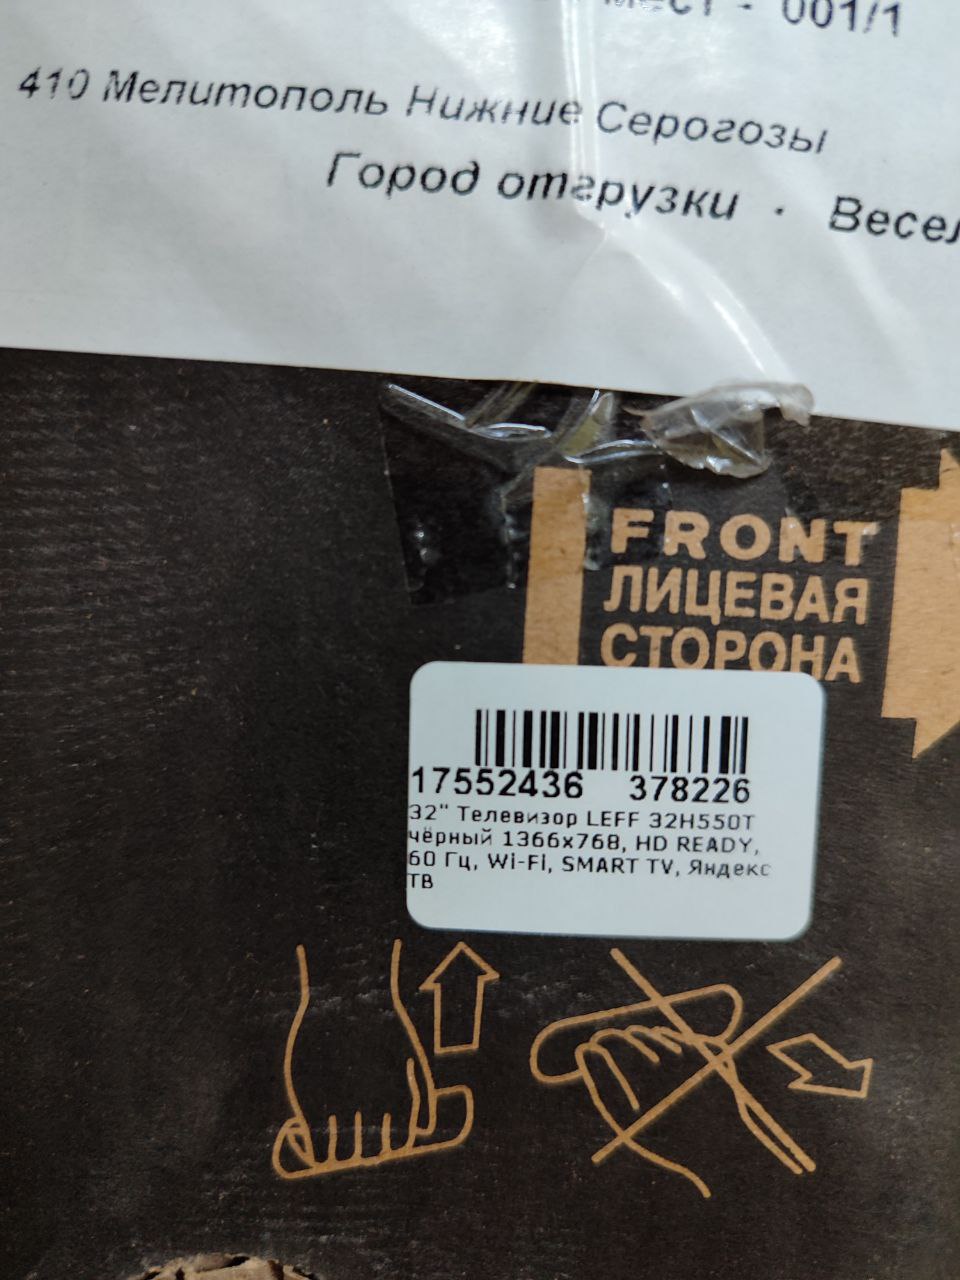 мест - 001/1
410 Мелитополь Нижние Серогозы
Город отгрузки · Весел
FRONT
ЛИЦЕВАЯ
СТОРОНА
17552436 378226
32" Телевизор LEFF 32H550T
чёрный 1366x768, HD READY,
60 Гц, Wi-Fi, SMART TV, Яндекс
ТВ